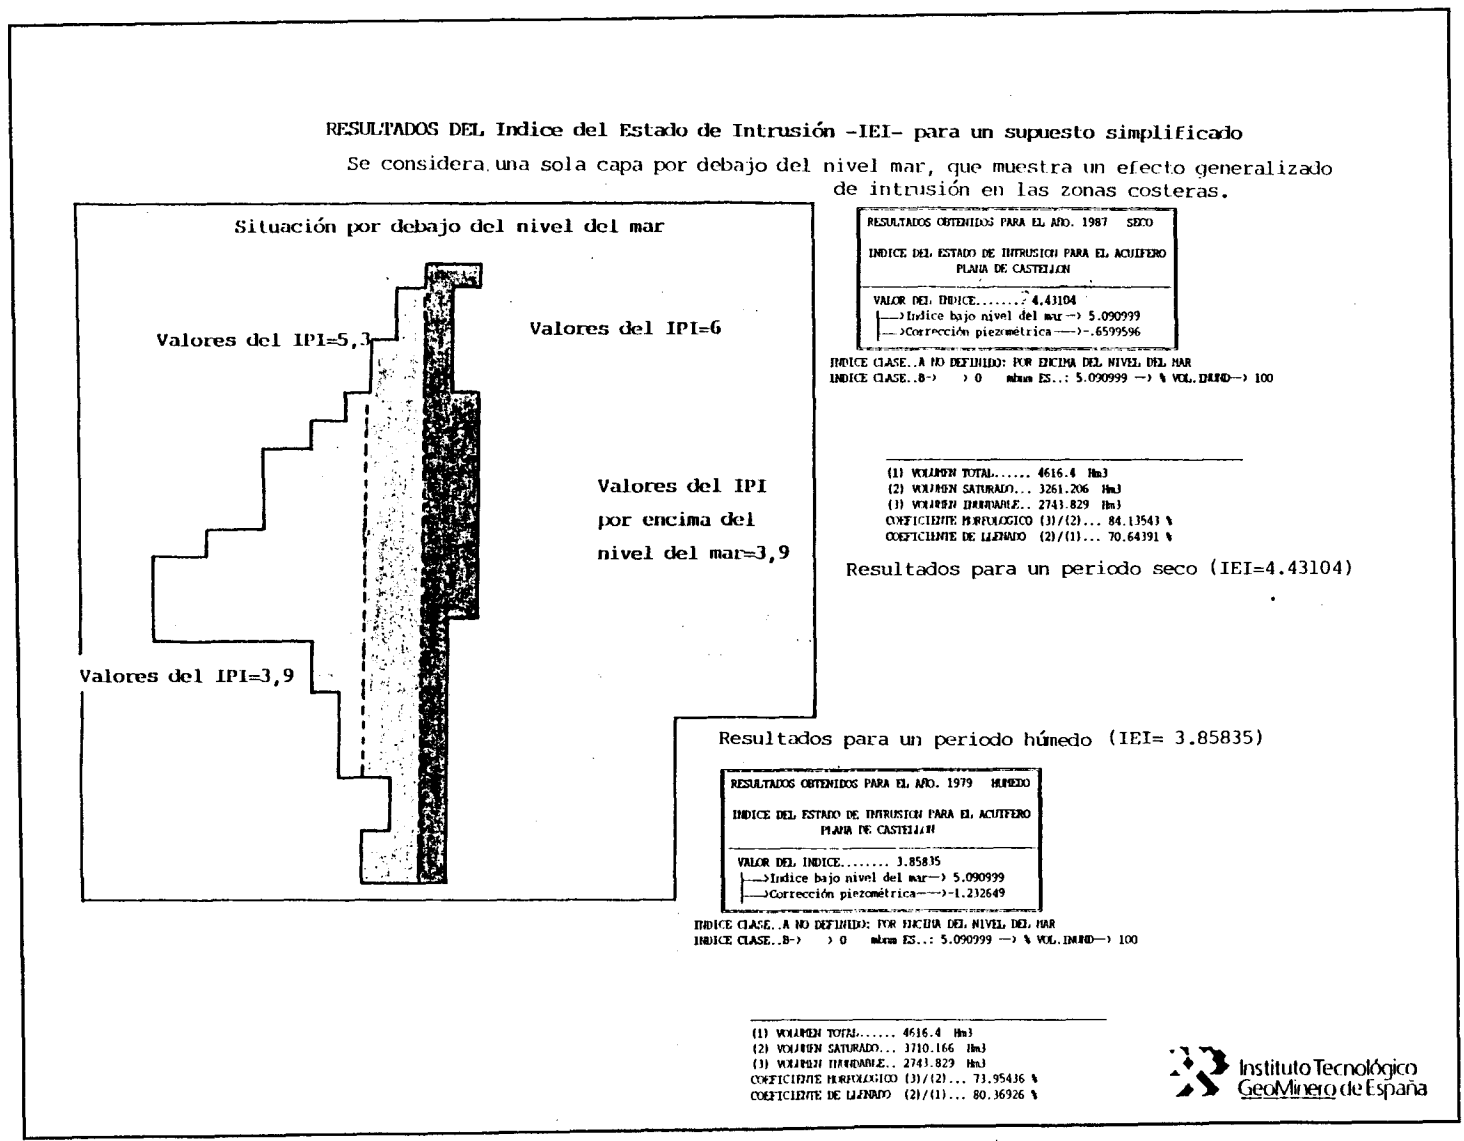 RESULTADOS DEL Indice del Estado de Intrusión -IEI- para un supuesto simplificado
Se considera una sola capa por debajo del nivel mar, que muestra un efecto generalizado
de intrusión en las zonas costeras.
Situación por debajo del nivel del mar
Valores del IPI=5,3
Valores del IPI=6
Valores del IPI
por encima del
nivel del mar=3,9
Valores del IPI=3,9
RESULTADOS OBTENIDOS PARA EL AÑO. 1987 SECO
INDICE DEL ESTADO DE INTRUSION PARA EL ACUIFERO
PLANA DE CASTELLON
VALOR DEL INDICE.......: 4.43104
|——>Indice bajo nivel del mar—> 5.090999
|——>Corrección piezométrica——>-.6599596
INDICE CLASE..A NO DEFINIDO: POR ENCIMA DEL NIVEL DEL MAR
INDICE CLASE..B-> > 0 ES..: 5.090999 —> % VOL.INUND—> 100
(1) VOLUMEN TOTAL...... 4616.4 Hm3
(2) VOLUMEN SATURADO... 3261.206 Hm3
(3) VOLUMEN INUNDABLE.. 2743.829 Hm3
COEFICIENTE MORFOLOGICO (3)/(2)... 84.13543 %
COEFICIENTE DE LLENADO (2)/(1)... 70.64391 %
Resultados para un periodo seco (IEI=4.43104)
Resultados para un periodo húmedo (IEI= 3.85835)
RESULTADOS OBTENIDOS PARA EL AÑO. 1979 HUMEDO
INDICE DEL ESTADO DE INTRUSION PARA EL ACUIFERO
PLANA DE CASTELLON
VALOR DEL INDICE........ 3.85835
|——>Indice bajo nivel del mar—> 5.090999
|——>Corrección piezométrica——>-1.232649
INDICE CLASE..A NO DEFINIDO: POR ENCIMA DEL NIVEL DEL MAR
INDICE CLASE..B-> > 0 ES..: 5.090999 —> % VOL.INUND—> 100
(1) VOLUMEN TOTAL...... 4616.4 Hm3
(2) VOLUMEN SATURADO... 3710.166 Hm3
(3) VOLUMEN INUNDABLE.. 2743.829 Hm3
COEFICIENTE MORFOLOGICO (3)/(2)... 73.95436 %
COEFICIENTE DE LLENADO (2)/(1)... 80.36926 %
Instituto Tecnológico
GeoMinero de España